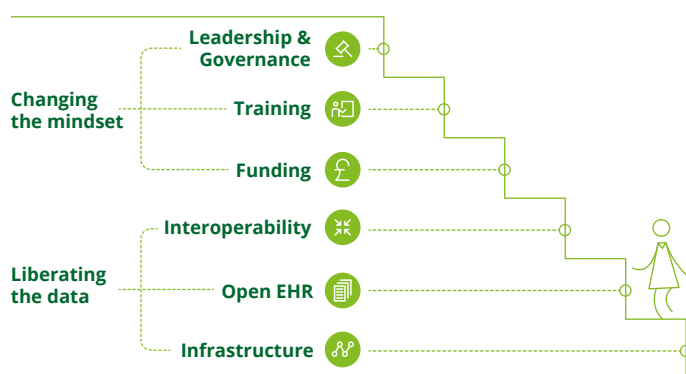 Leadership &
Governance
Changing
the mindset
Training
Funding
Interoperability
Liberating
the data
Open EHR
Infrastructure